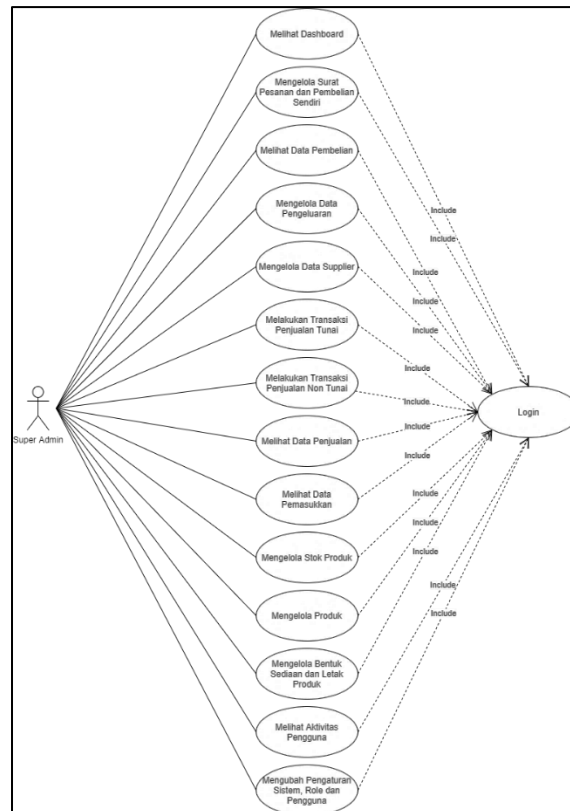 Melihat Dashboard
Mengelola Surat
Pesanan dan Pembelian
Sendiri
Melihat Data Pembelian
Mengelola Data
Pengeluaran
Include
Include
Mengelola Data Supplier
Include
Include
Melakukan Transaksi
Penjualan Tunai
Include
Include
Melakukan Transaksi
Penjualan Non Tunai
Include
Super Admin
Login
Melihat Data Penjualan
Include
Include
Melihat Data
Pemasukkan
Include
Mengelola Stok Produk
Include
Include
Mengelola Produk
Include
Include
Mengelola Bentuk
Sediaan dan Letak
Produk
Melihat Aktivitas
Pengguna
Mengubah Pengaturan
Sistem, Role dan
Pengguna